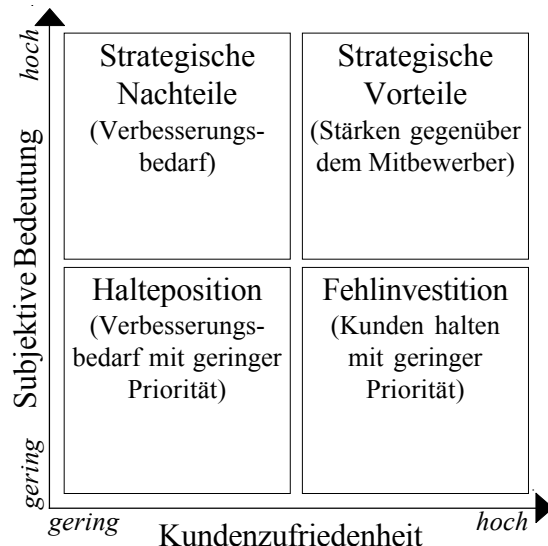 hoch
Subjektive Bedeutung
gering
Strategische
Nachteile
(Verbesserungs-
bedarf)
Strategische
Vorteile
(Stärken gegenüber
dem Mitbewerber)
Halteposition
(Verbesserungs-
bedarf mit geringer
Priorität)
Fehlinvestition
(Kunden halten
mit geringer
Priorität)
gering
hoch
Kundenzufriedenheit